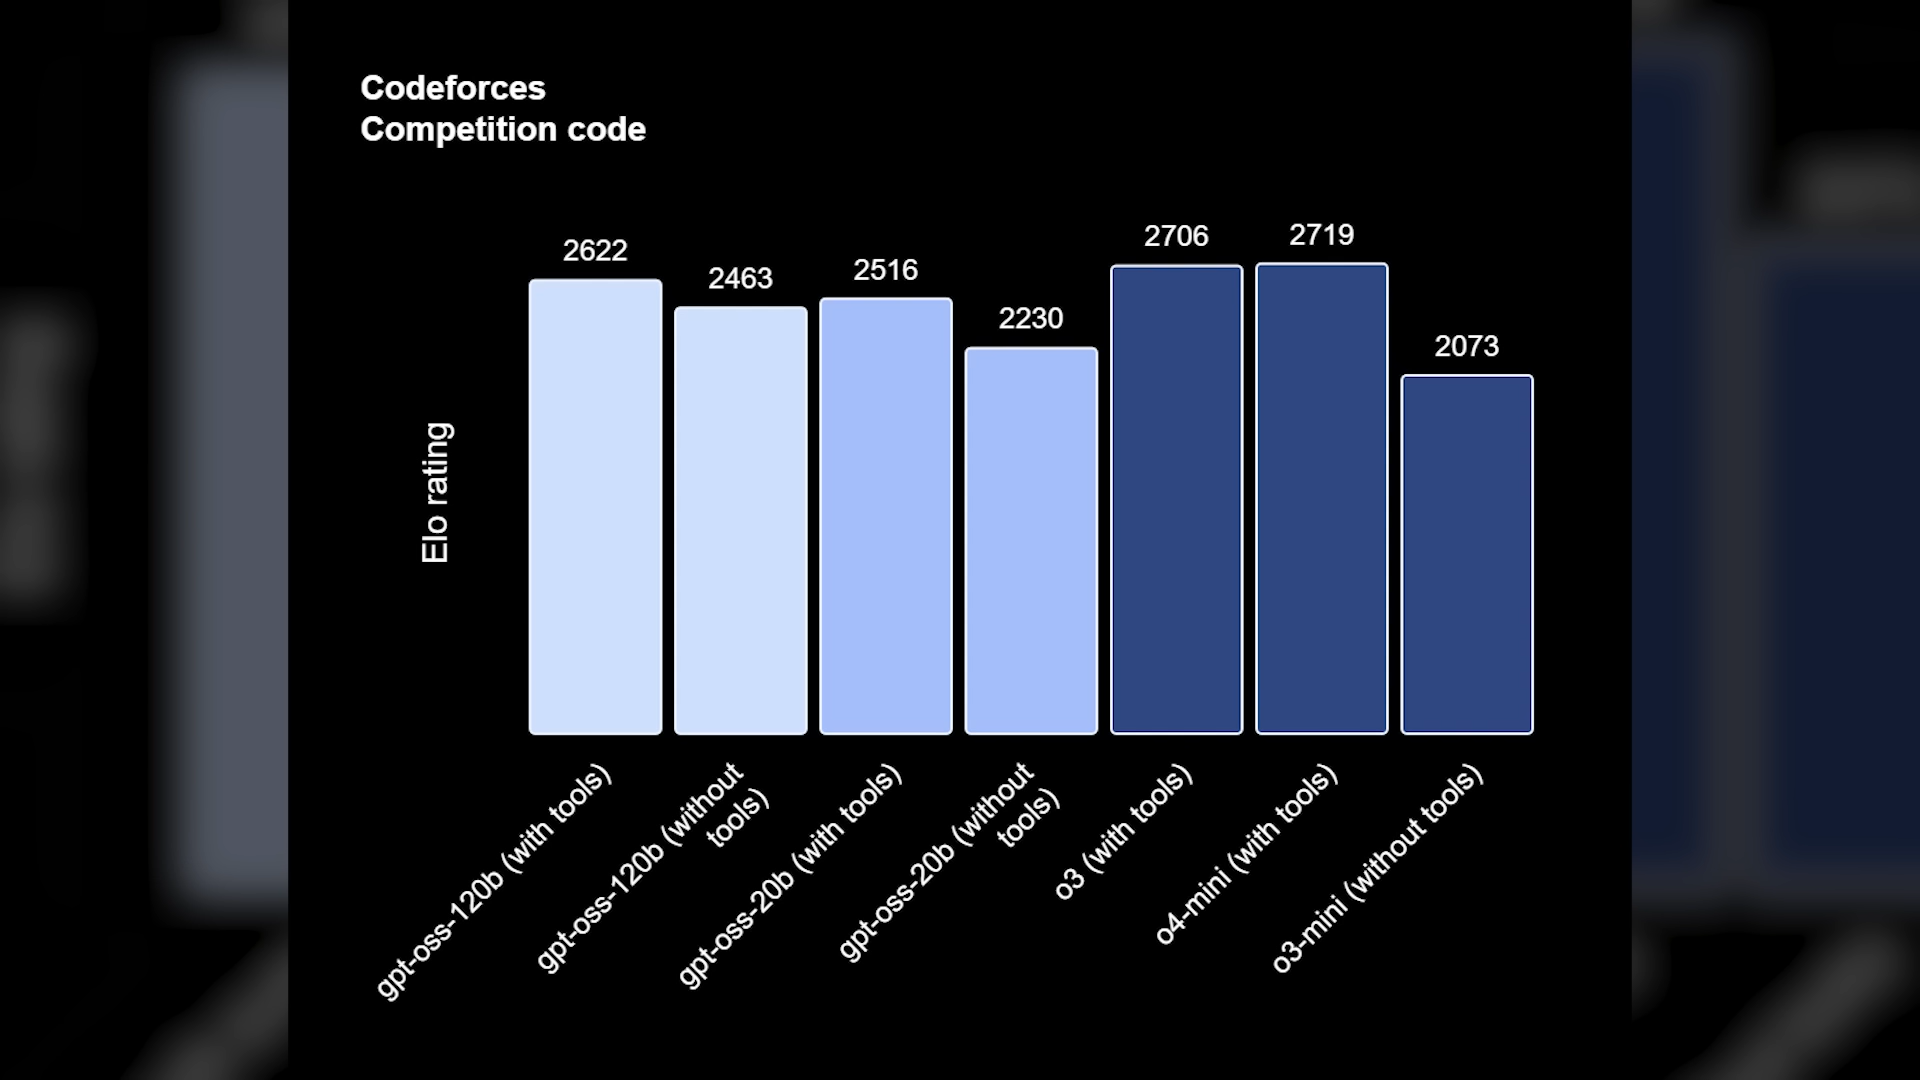 Codeforces
Competition code
2622
2463
2516
2230
2706
2719
2073
Elo rating
gpt-oss-120b (with tools)
gpt-oss-120b (without
tools)
gpt-oss-20b (with tools)
gpt-oss-20b (without
tools)
o3 (with tools)
o4-mini (with tools)
o3-mini (without tools)